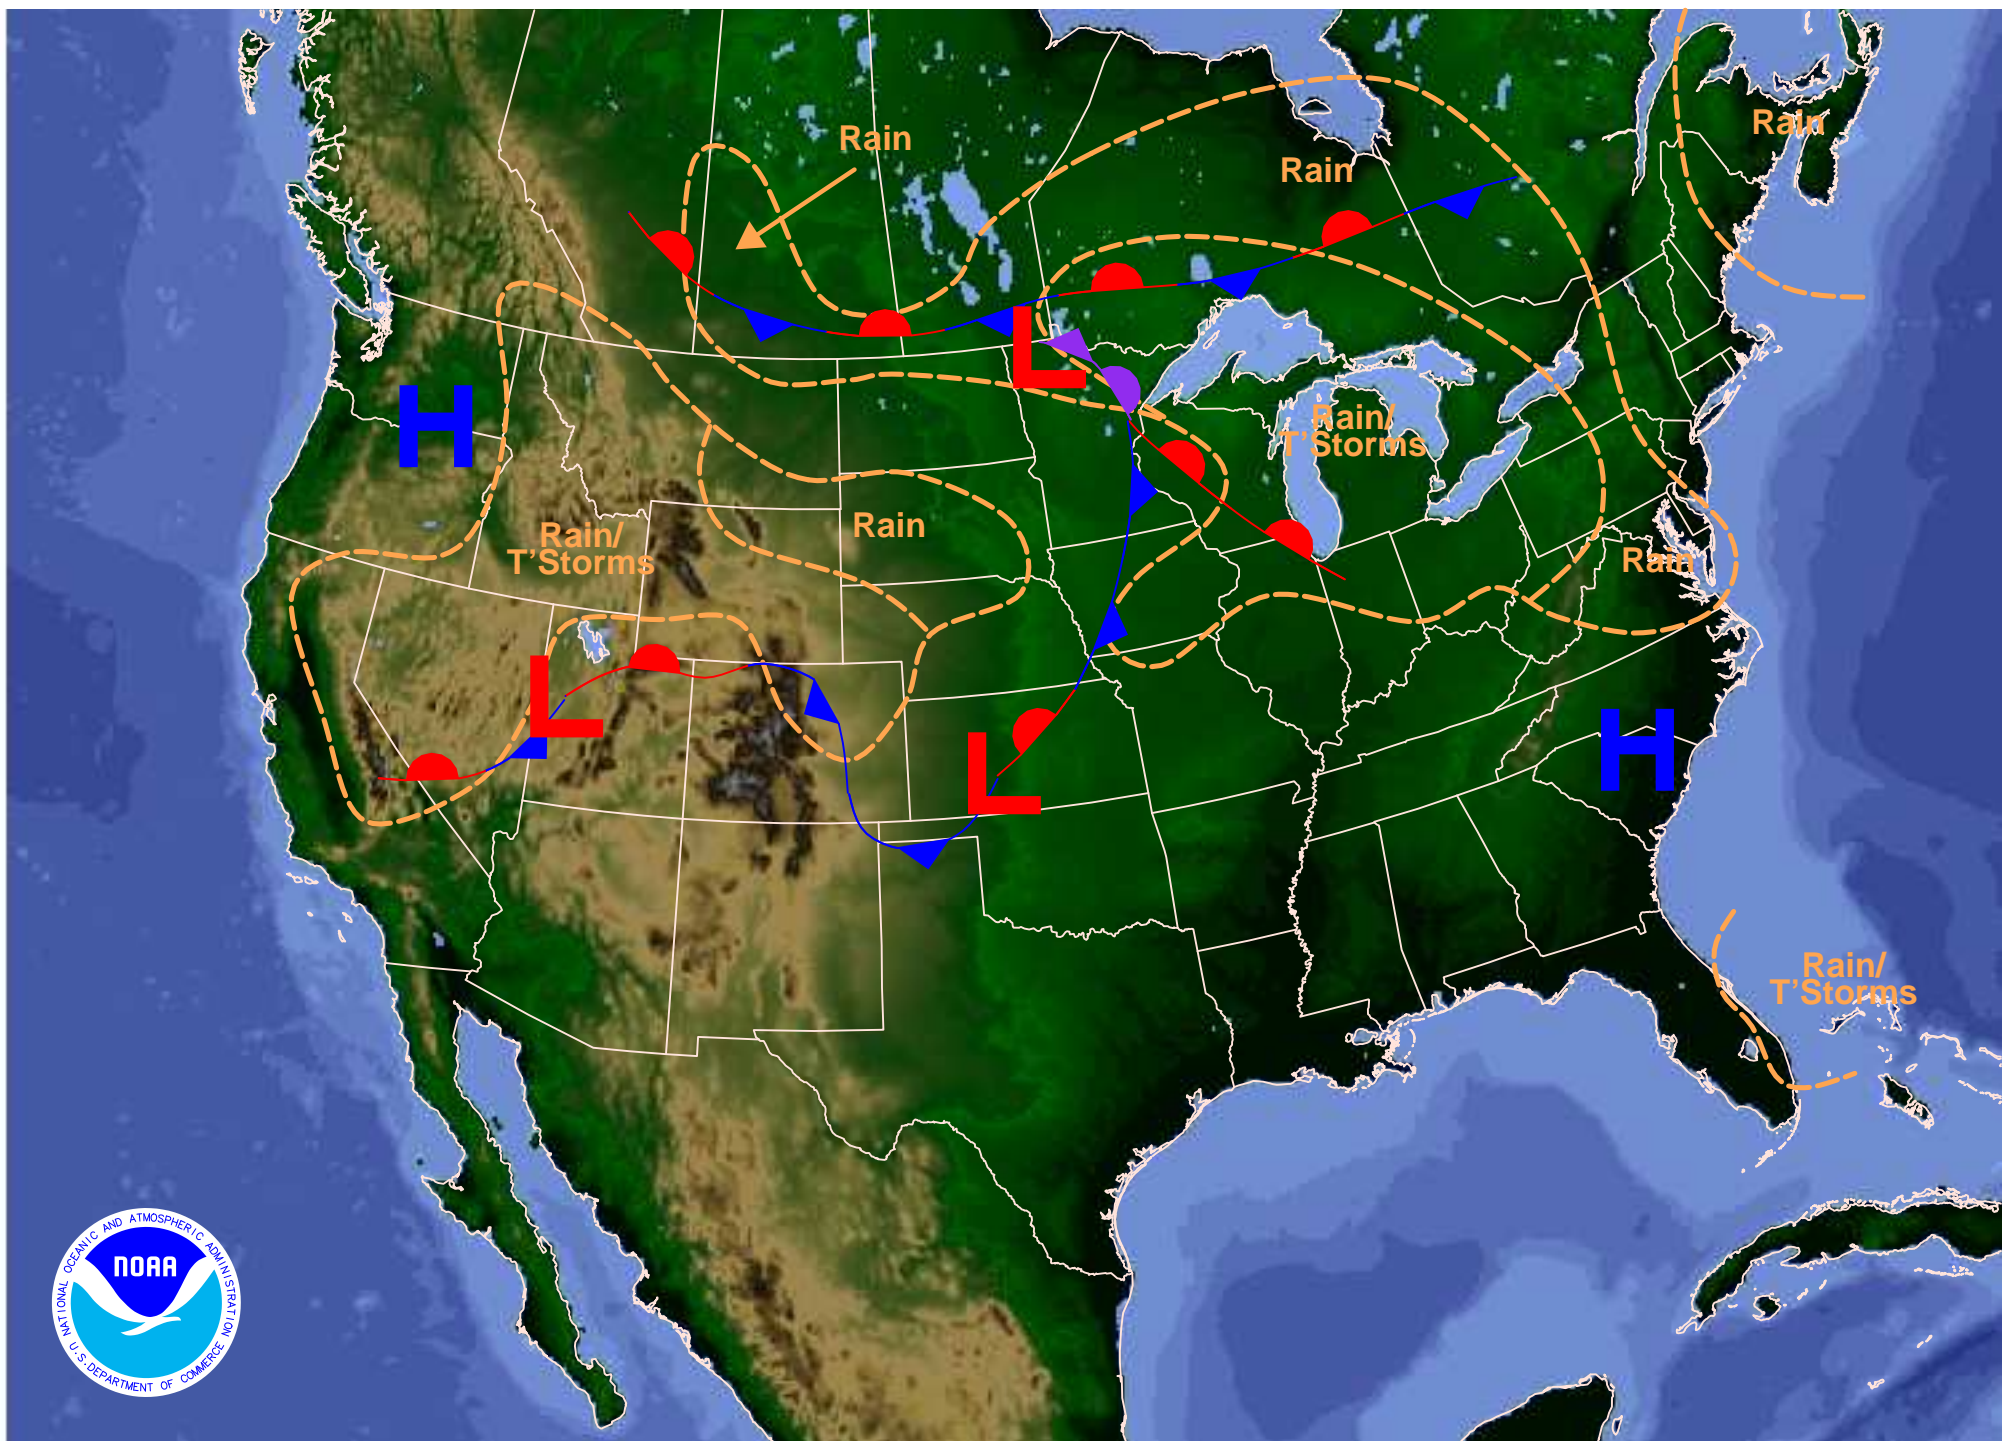 Rain
Rain
Rain
H
L
Rain/
T'Storms
Rain/
T'Storms
Rain
Rain
L
L
H
Rain/
T'Storms
NATIONAL OCEANIC AND ATMOSPHERIC ADMINISTRATION
NOAA
U.S. DEPARTMENT OF COMMERCE